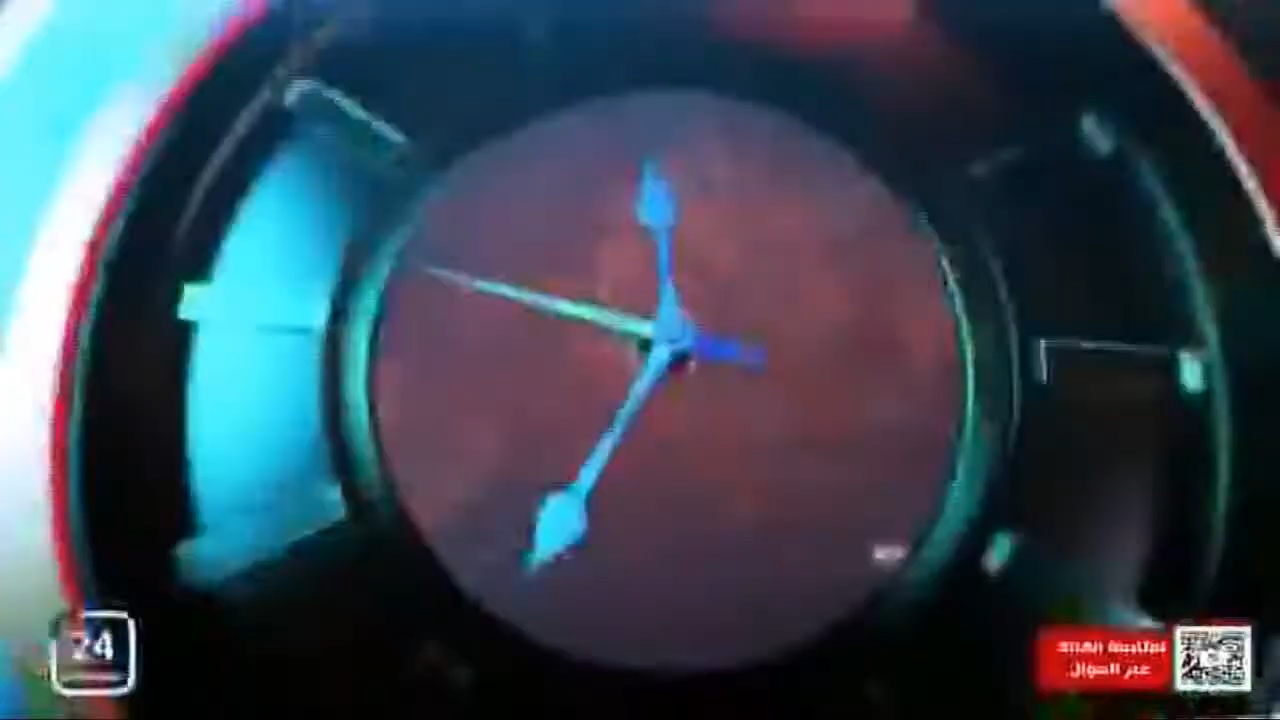 24
لمتابعة القناة
عبر الجوال